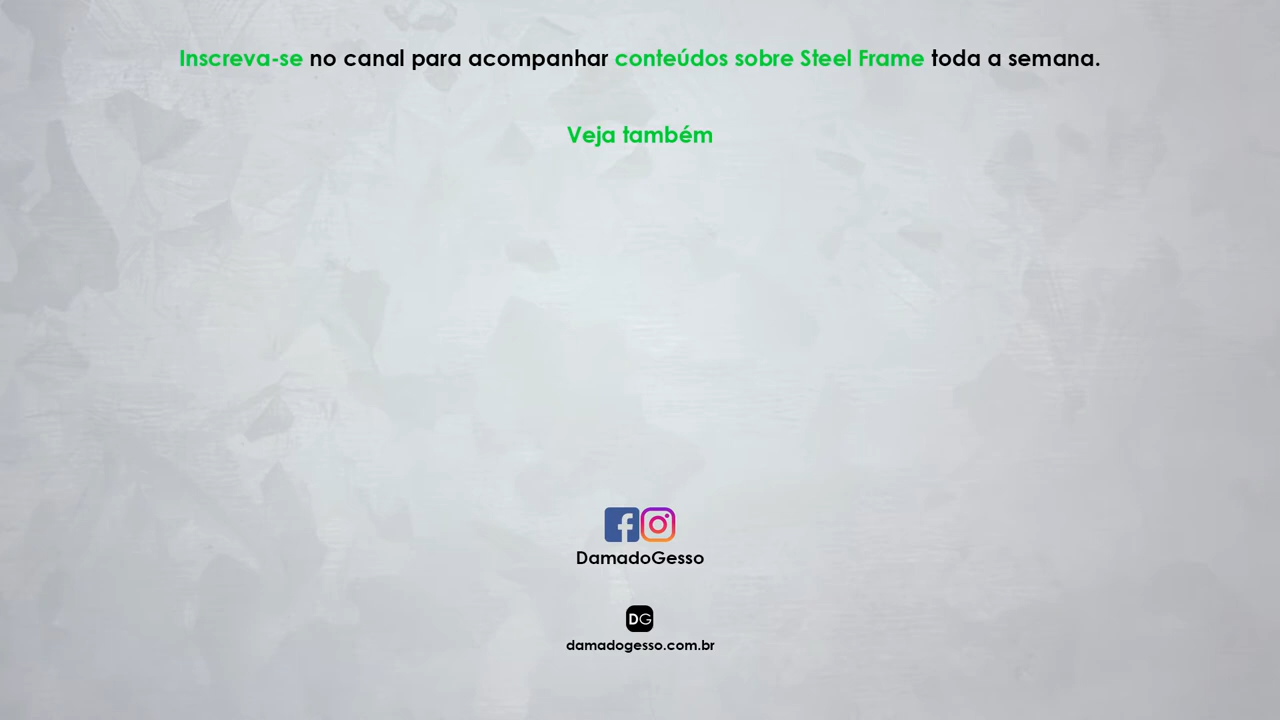 Inscreva-se no canal para acompanhar conteúdos sobre Steel Frame toda a semana.
Veja também
DamadoGesso
DG
damadogesso.com.br